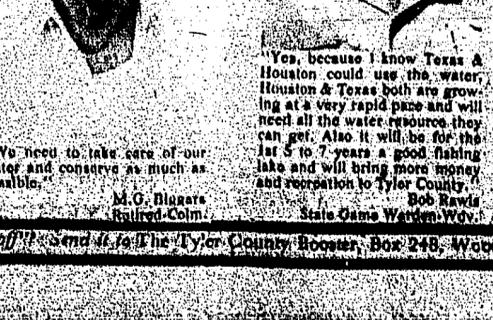 "Yes, because I know Texas &
Houston could use the water,
Houston & Texas both are grow-
ing at a very rapid pace and will
need all the water resource they
can get. Also it will be for the
1st 5 to 7 years a good fishing
lake and will bring more money
and recreation to Tyler County."
Bob Rawls
State Game Warden-Wdv.
We need to take care of our
ter and conserve as much as
ssible."
M.G. Biggars
Retired-Colm.
off"? Send it to The Tyler County Booster, Box 248, Woo